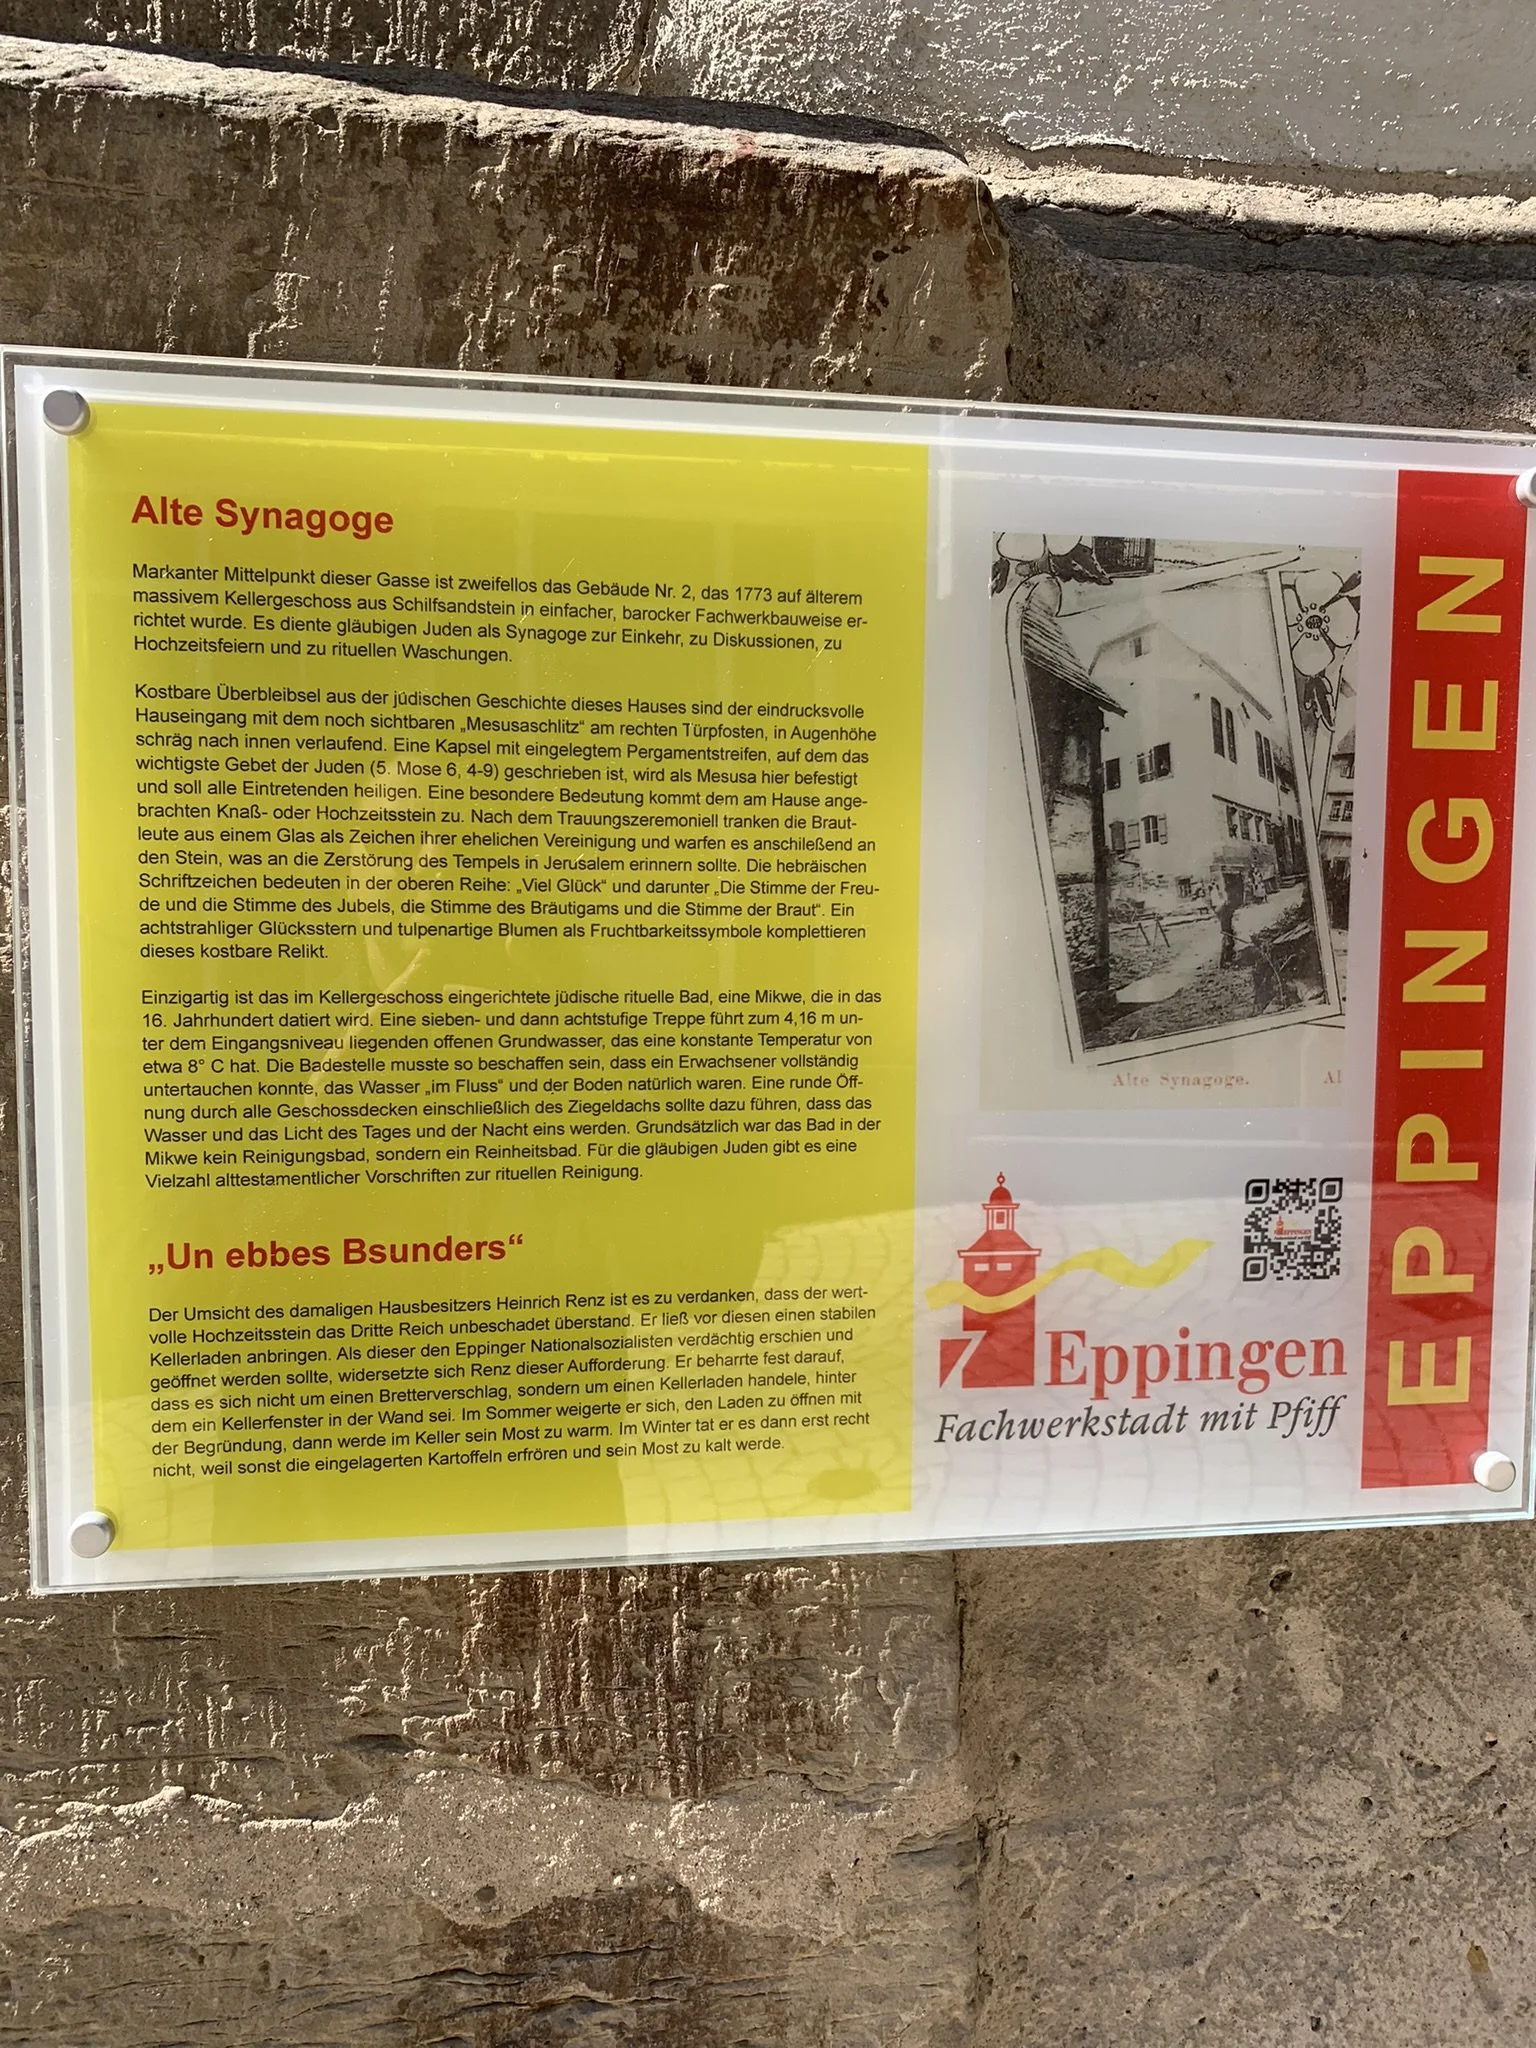 Alte Synagoge
Markanter Mittelpunkt dieser Gasse ist zweifellos das Gebäude Nr. 2, das 1773 auf älterem
massivem Kellergeschoss aus Schilfsandstein in einfacher, barocker Fachwerkbauweise er-
richtet wurde. Es diente gläubigen Juden als Synagoge zur Einkehr, zu Diskussionen, zu
Hochzeitsfeiern und zu rituellen Waschungen.
Kostbare Überbleibsel aus der jüdischen Geschichte dieses Hauses sind der eindrucksvolle
Hauseingang mit dem noch sichtbaren „Mesusaschlitz“ am rechten Türpfosten, in Augenhöhe
schräg nach innen verlaufend. Eine Kapsel mit eingelegtem Pergamentstreifen, auf dem das
wichtigste Gebet der Juden (5. Mose 6, 4-9) geschrieben ist, wird als Mesusa hier befestigt
und soll alle Eintretenden heiligen. Eine besondere Bedeutung kommt dem am Hause ange-
brachten Knaß- oder Hochzeitsstein zu. Nach dem Trauungszeremoniell tranken die Braut-
leute aus einem Glas als Zeichen ihrer ehelichen Vereinigung und warfen es anschileßend an
den Stein, was an die Zerstörung des Tempels in Jerusalem erinnern sollte. Die hebräischen
Schriftzeichen bedeuten in der oberen Reihe: „Viel Glück“ und darunter „Die Stimme der Freu-
de und die Stimme des Jubels, die Stimme des Bräutigams und die Stimme der Braut“. Ein
achtstrahliger Glücksstern und tulpenartige Blumen als Fruchtbarkeitssymbole komplettieren
dieses kostbare Relikt.
Einzigartig ist das im Kellergeschoss eingerichtete jüdische rituelle Bad, eine Mikwe, die in das
16. Jahrhundert datiert wird. Eine sieben- und dann achtstufige Treppe führt zum 4,16 m un-
ter dem Eingangsniveau liegenden offenen Grundwasser, das eine konstante Temperatur von
etwa 8° C hat. Die Badestelle musste so beschaffen sein, dass ein Erwachsener vollständig
untertauchen konnte, das Wasser „im Fluss“ und der Boden natürlich waren. Eine runde Öff-
nung durch alle Geschossdecken einschließlich des Ziegeldachs sollte dazu führen, dass das
Wasser und das Licht des Tages und der Nacht eins werden. Grundsätzlich war das Bad in der
Mikwe kein Reinigungsbad, sondern ein Reinheitsbad. Für die gläubigen Juden gibt es eine
Vielzahl alttestamentlicher Vorschriften zur rituellen Reinigung.
„Un ebbes Bsunders“
Der Umsicht des damaligen Hausbesitzers Heinrich Renz ist es zu verdanken, dass der wert-
volle Hochzeitsstein das Dritte Reich unbeschadet überstand. Er ließ vor diesen einen stabilen
Kellerladen anbringen. Als dieser den Eppinger Nationalsozialisten verdächtig erschien und
geöffnet werden sollte, widersetzte sich Renz dieser Aufforderung. Er beharrte fest darauf,
dass es sich nicht um einen Bretterverschlag, sondern um einen Kellerladen handele, hinter
dem ein Kellerfenster in der Wand sei. Im Sommer weigerte er sich, den Laden zu öffnen mit
der Begründung, dann werde im Keller sein Most zu warm. Im Winter tat er es dann erst recht
nicht, weil sonst die eingelagerten Kartoffeln erfrören und sein Most zu kalt werde.
Alte Synagoge.
Al
Eppingen
Fachwerkstadt mit Pfiff
EPPINGEN